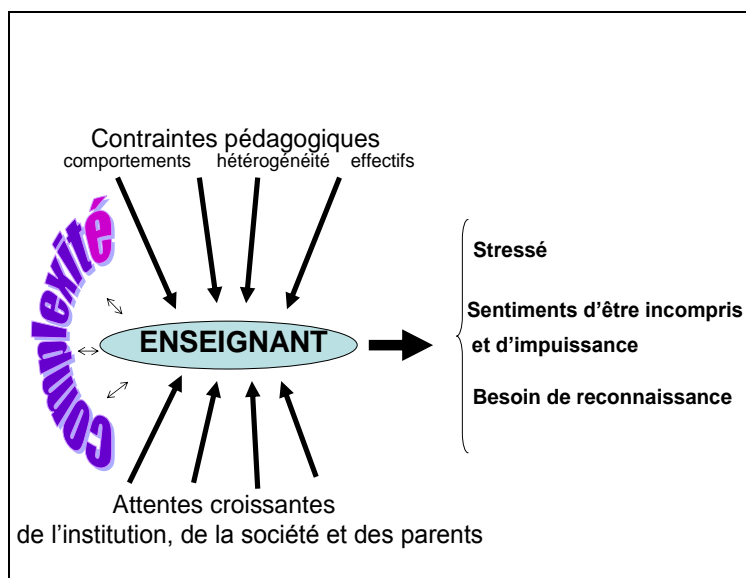 Contraintes pédagogiques
comportements hétérogénéité effectifs
complexité
ENSEIGNANT
Stressé
Sentiments d’être incompris
et d’impuissance
Besoin de reconnaissance
Attentes croissantes
de l’institution, de la société et des parents